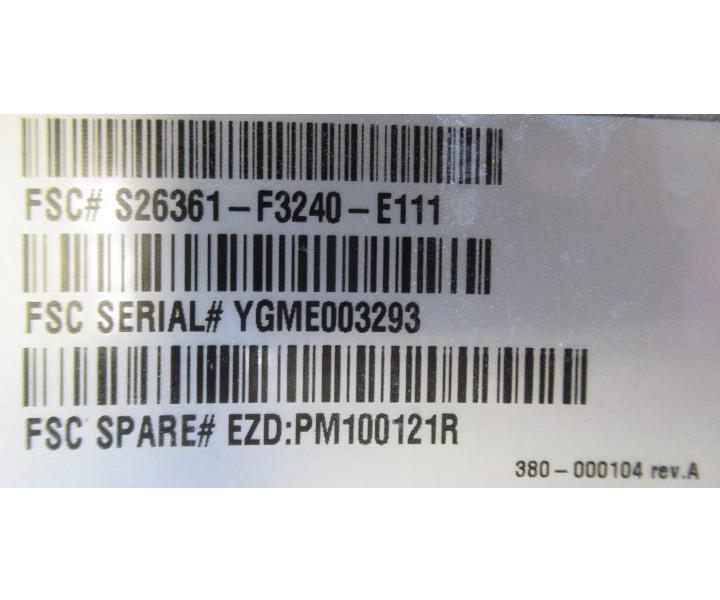 FSC# S26361-F3240-E111
FSC SERIAL# YGME003293
FSC SPARE# EZD:PM100121R
380-000104 rev.A